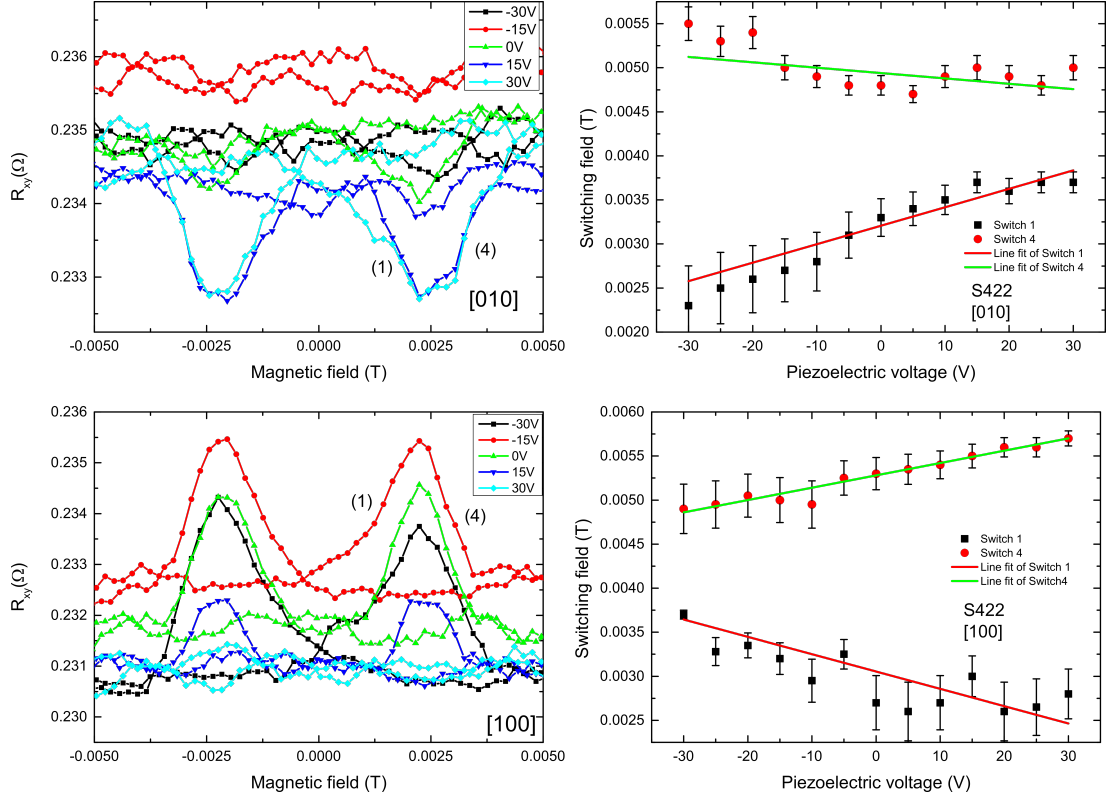 -30V
-15V
0V
15V
30V
0.236
0.235
0.234
0.233
Rxy(Ω)
(1)
(4)
[010]
-0.0050 -0.0025 0.0000 0.0025 0.0050
Magnetic field (T)
0.0055
0.0050
0.0045
0.0040
0.0035
0.0030
0.0025
0.0020
Switching field (T)
Switch 1
Switch 4
Line fit of Switch 1
Line fit of Switch 4
S422
[010]
-30 -20 -10 0 10 20 30
Piezoelectric voltage (V)
0.236
0.235
0.234
0.233
0.232
0.231
0.230
Rxy(Ω)
-30V
-15V
0V
15V
30V
(1)
(4)
[100]
-0.0050 -0.0025 0.0000 0.0025 0.0050
Magnetic field (T)
0.0060
0.0055
0.0050
0.0045
0.0040
0.0035
0.0030
0.0025
Switching field (T)
Switch 1
Switch 4
Line fit of Switch 1
Line fit of Switch4
S422
[100]
-30 -20 -10 0 10 20 30
Piezoelectric voltage (V)